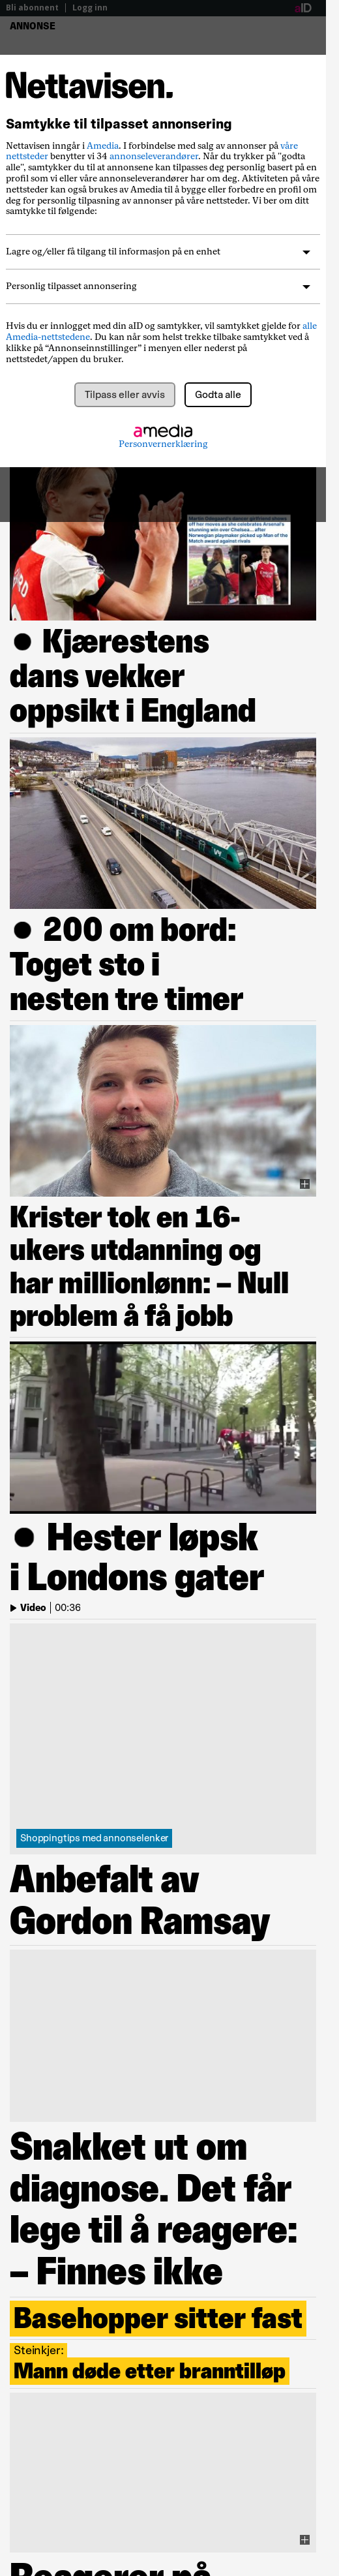 Bli abonnent | Logg inn
aID
ANNONSE
Nettavisen.
Samtykke til tilpasset annonsering
Nettavisen inngår i Amedia. I forbindelse med salg av annonser på våre
nettsteder benytter vi 34 annonseleverandører. Når du trykker på "godta
alle", samtykker du til at annonsene kan tilpasses deg personlig basert på en
profil som vi eller våre annonseleverandører har om deg. Aktiviteten på våre
nettsteder kan også brukes av Amedia til å bygge eller forbedre en profil om
deg for personlig tilpasning av annonser på våre nettsteder. Vi ber om ditt
samtykke til følgende:
Lagre og/eller få tilgang til informasjon på en enhet
Personlig tilpasset annonsering
Hvis du er innlogget med din aID og samtykker, vil samtykket gjelde for alle
Amedia-nettstedene. Du kan når som helst trekke tilbake samtykket ved å
klikke på “Annonseinnstillinger” i menyen eller nederst på
nettstedet/appen du bruker.
Tilpass eller avvis
Godta alle
amedia
Personvernerklæring
off her moves as she celebrates Arsenal's
stunning win over Chelsea... after
Norwegian playmaker picked up Man of the
Match award against rivals
● Kjærestens
dans vekker
oppsikt i England
● 200 om bord:
Toget sto i
nesten tre timer
Krister tok en 16-
ukers utdanning og
har millionlønn: – Null
problem å få jobb
● Hester løpsk
i Londons gater
Video | 00:36
Shoppingtips med annonselenker
Anbefalt av
Gordon Ramsay
Snakket ut om
diagnose. Det får
lege til å reagere:
– Finnes ikke
Basehopper sitter fast
Steinkjer:
Mann døde etter branntilløp
Reagerer på